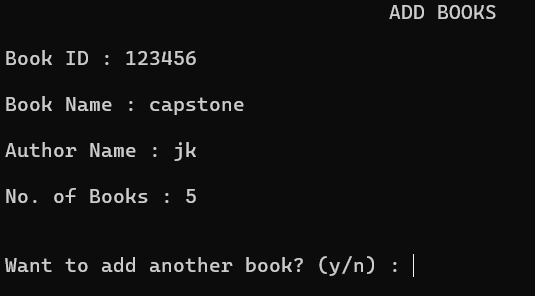 ADD BOOKS
Book ID : 123456
Book Name : capstone
Author Name : jk
No. of Books : 5
Want to add another book? (y/n) :